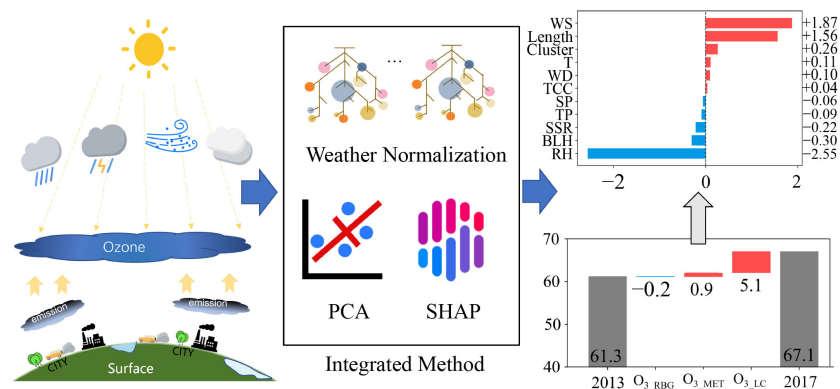 Ozone
emission
emission
CITY
CITY
Surface
...
Weather Normalization
PCA
SHAP
Integrated Method
WS +1.87
Length +1.56
Cluster +0.26
T +0.11
WD +0.10
TCC +0.04
SP −0.06
TP −0.09
SSR −0.22
BLH −0.30
RH −2.55
−2 0 2
70
60
50
40
61.3
−0.2
0.9
5.1
67.1
2013 O3_RBG O3_MET O3_LC 2017